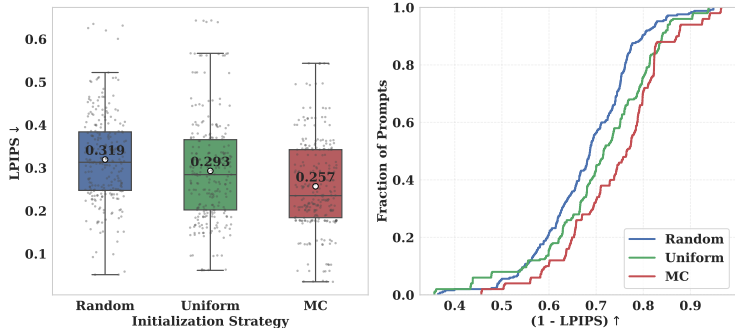 0.6
0.5
0.4
0.3
0.2
0.1
LPIPS ↓
0.319
0.293
0.257
Random
Uniform
MC
Initialization Strategy
1.0
0.8
0.6
0.4
0.2
0.0
Fraction of Prompts
Random
Uniform
MC
0.4
0.5
0.6
0.7
0.8
0.9
(1 - LPIPS) ↑